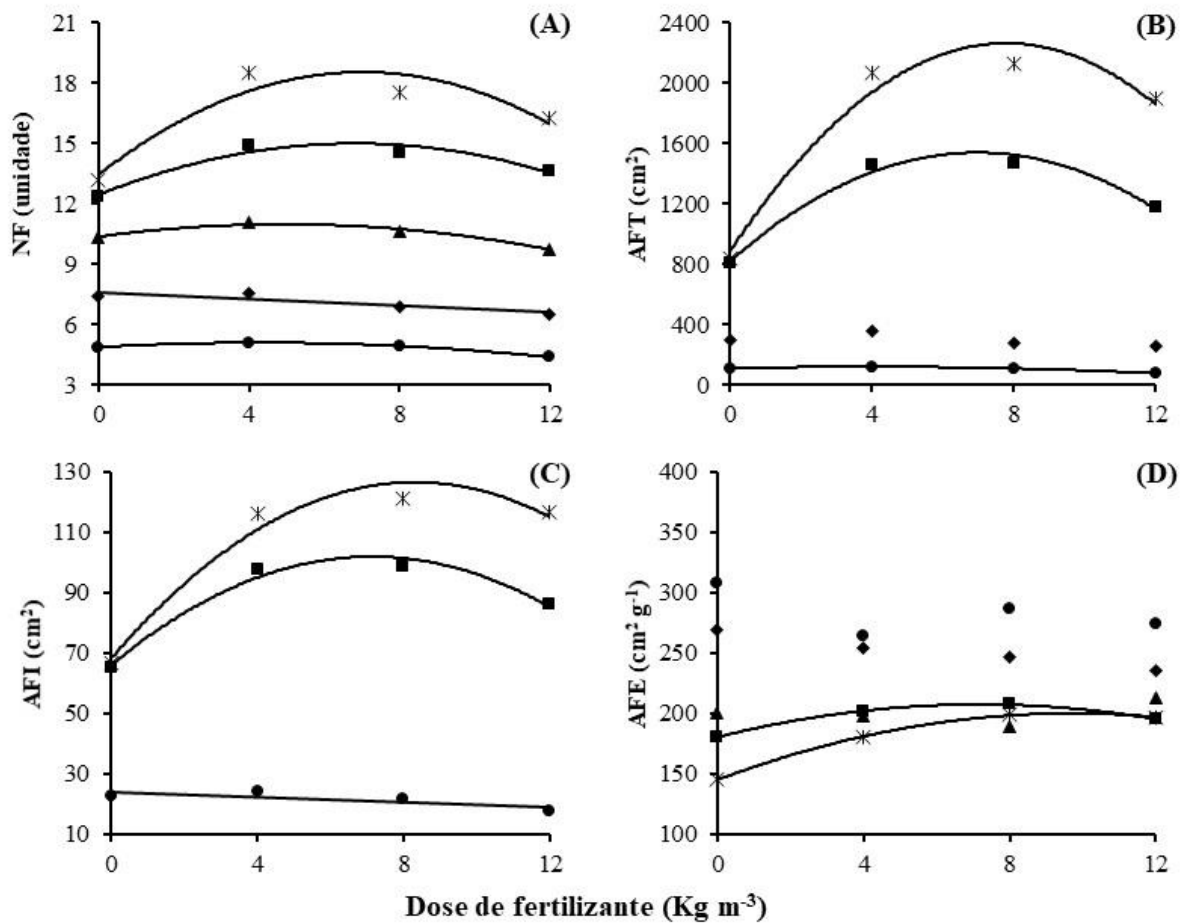 (A)
NF (unidade)
21
18
15
12
9
6
3
0 4 8 12
(B)
AFT (cm²)
2400
2000
1600
1200
800
400
0
0 4 8 12
(C)
AFI (cm²)
130
110
90
70
50
30
10
0 4 8 12
(D)
AFE (cm² g⁻¹)
400
350
300
250
200
150
100
0 4 8 12
Dose de fertilizante (Kg m⁻³)